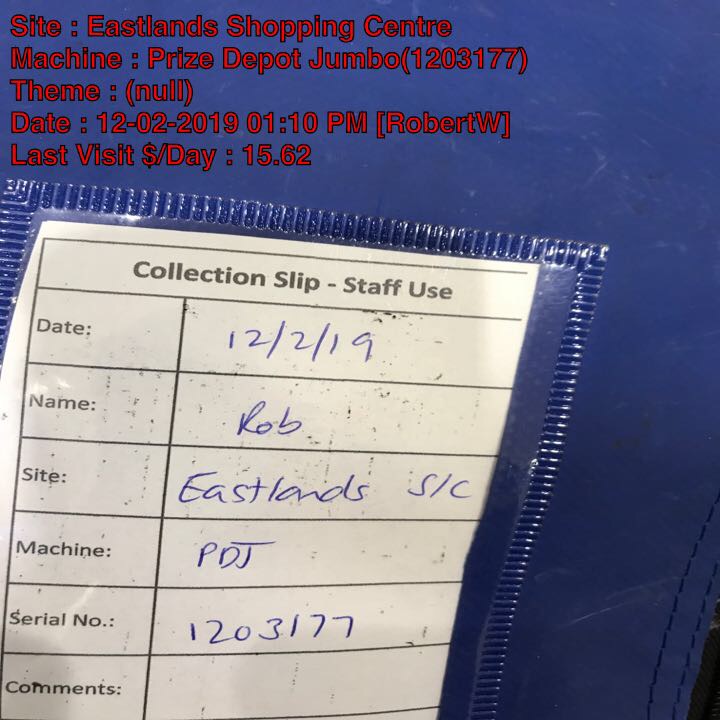 Site : Eastlands Shopping Centre
Machine : Prize Depot Jumbo(1203177)
Theme : (null)
Date : 12-02-2019 01:10 PM [RobertW]
Last Visit $/Day : 15.62
Collection Slip - Staff Use
Date: 12/2/19
Name: Rob
Site: Eastlands S/C
Machine: PDJ
Serial No.: 1203177
Comments: